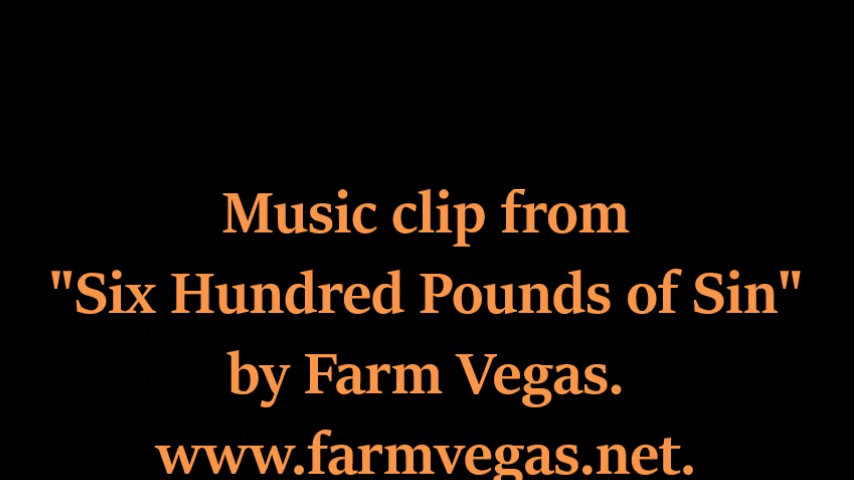 Music clip from
"Six Hundred Pounds of Sin"
by Farm Vegas.
www.farmvegas.net.